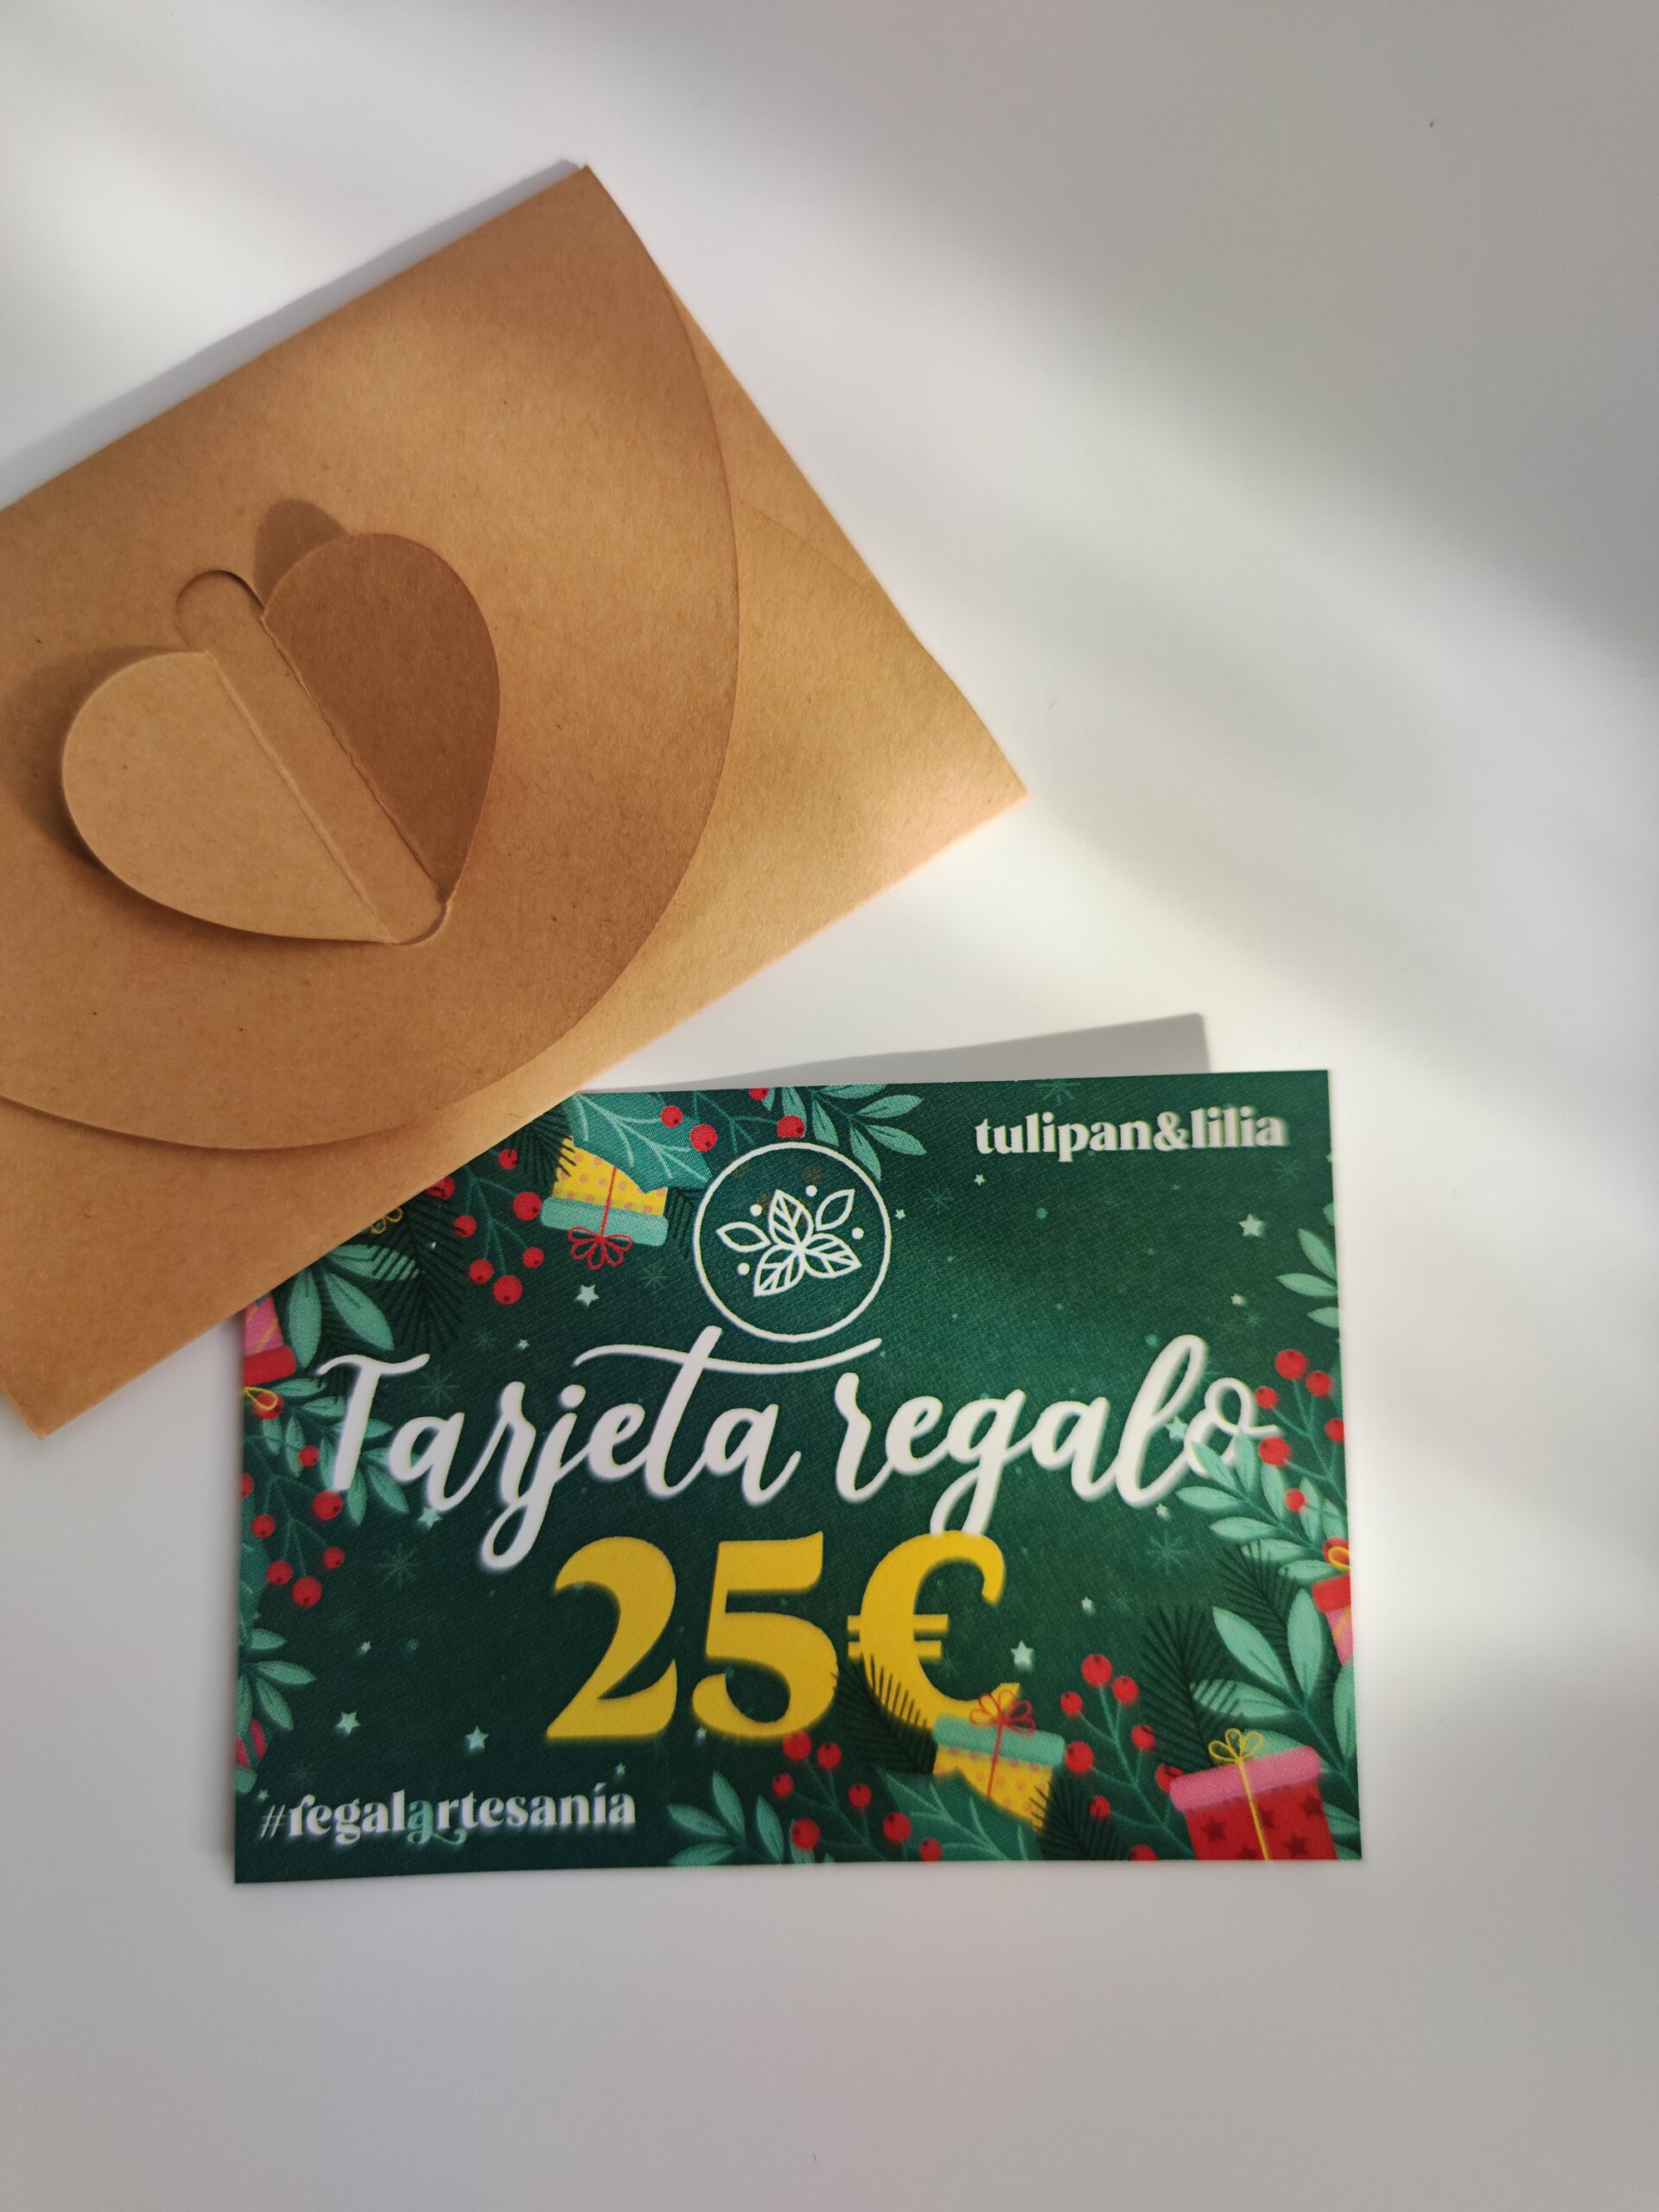 tulipan&lilia
Tarjeta regalo
25€
#regalartesanía